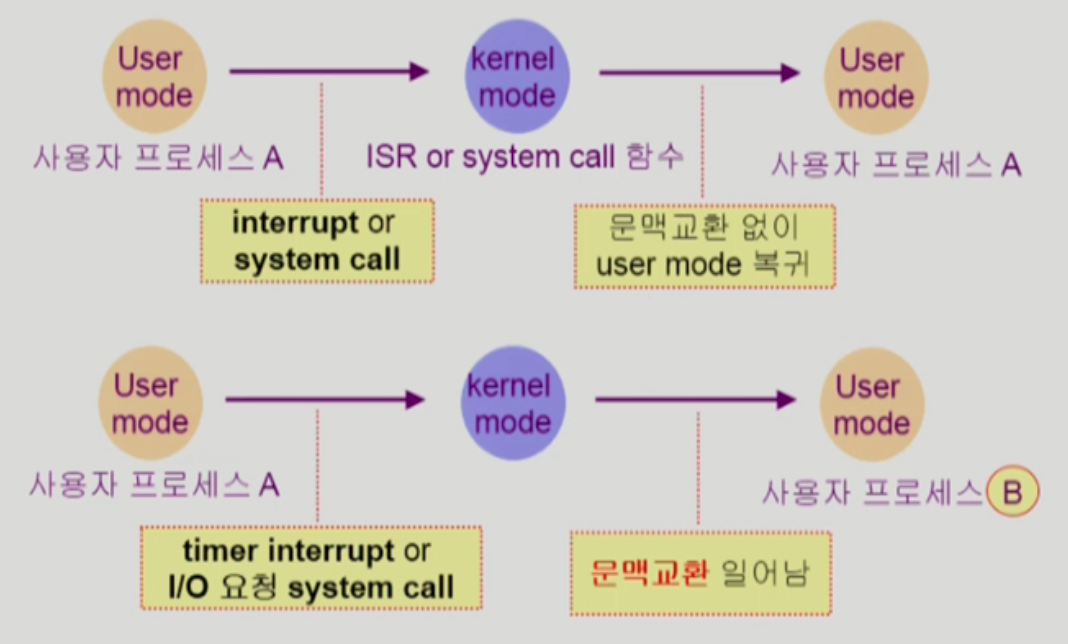 User mode
kernel mode
User mode
사용자 프로세스 A
ISR or system call 함수
사용자 프로세스 A
interrupt or
system call
문맥교환 없이
user mode 복귀
User mode
kernel mode
User mode
사용자 프로세스 A
사용자 프로세스 B
timer interrupt or
I/O 요청 system call
문맥교환 일어남